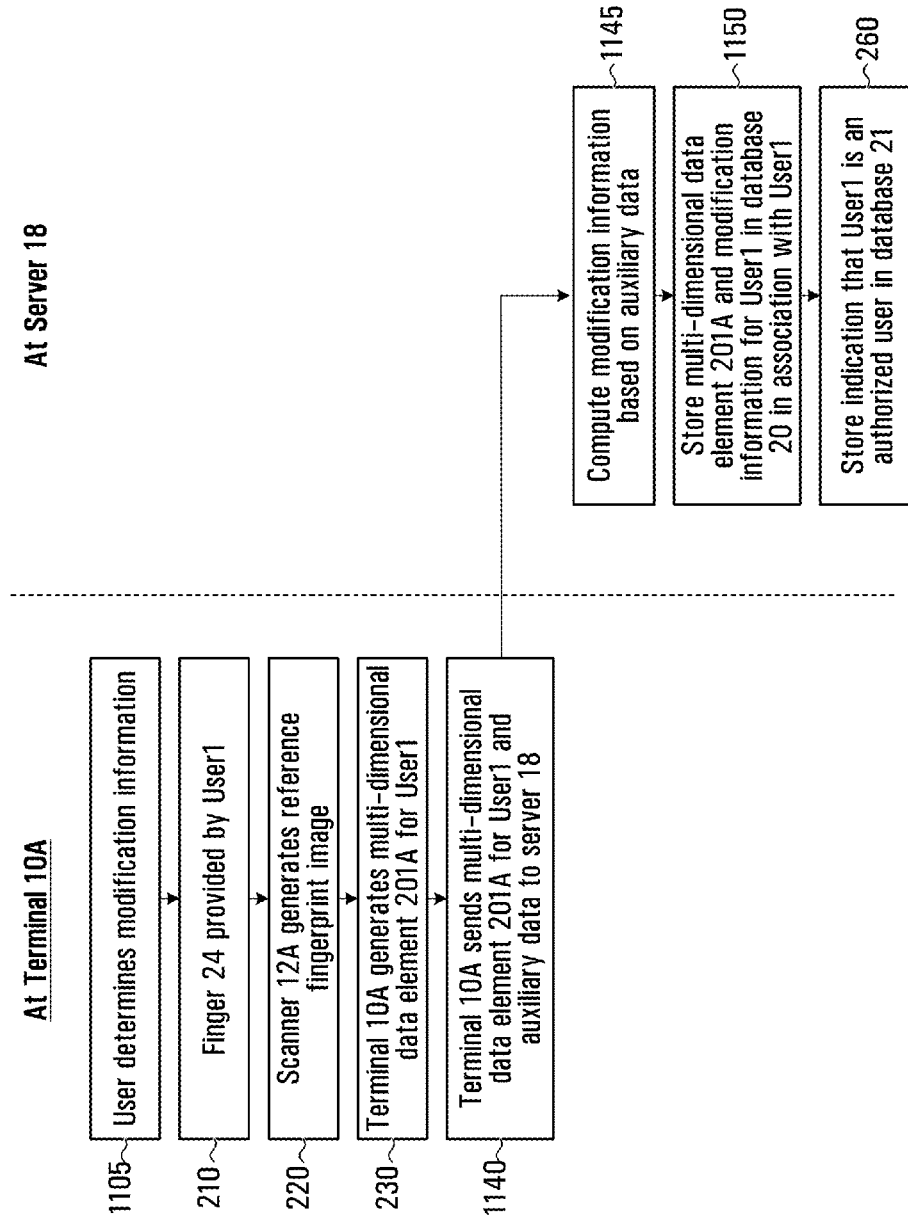 At Terminal 10A
1105
User determines modification information
210
Finger 24 provided by User1
220
Scanner 12A generates reference
fingerprint image
230
Terminal 10A generates multi-dimensional
data element 201A for User1
1140
Terminal 10A sends multi-dimensional
data element 201A for User1 and
auxiliary data to server 18
At Server 18
Compute modification information
based on auxiliary data
1145
Store multi-dimensional data
element 201A and modification
information for User1 in database
20 in association with User1
1150
Store indication that User1 is an
authorized user in database 21
260